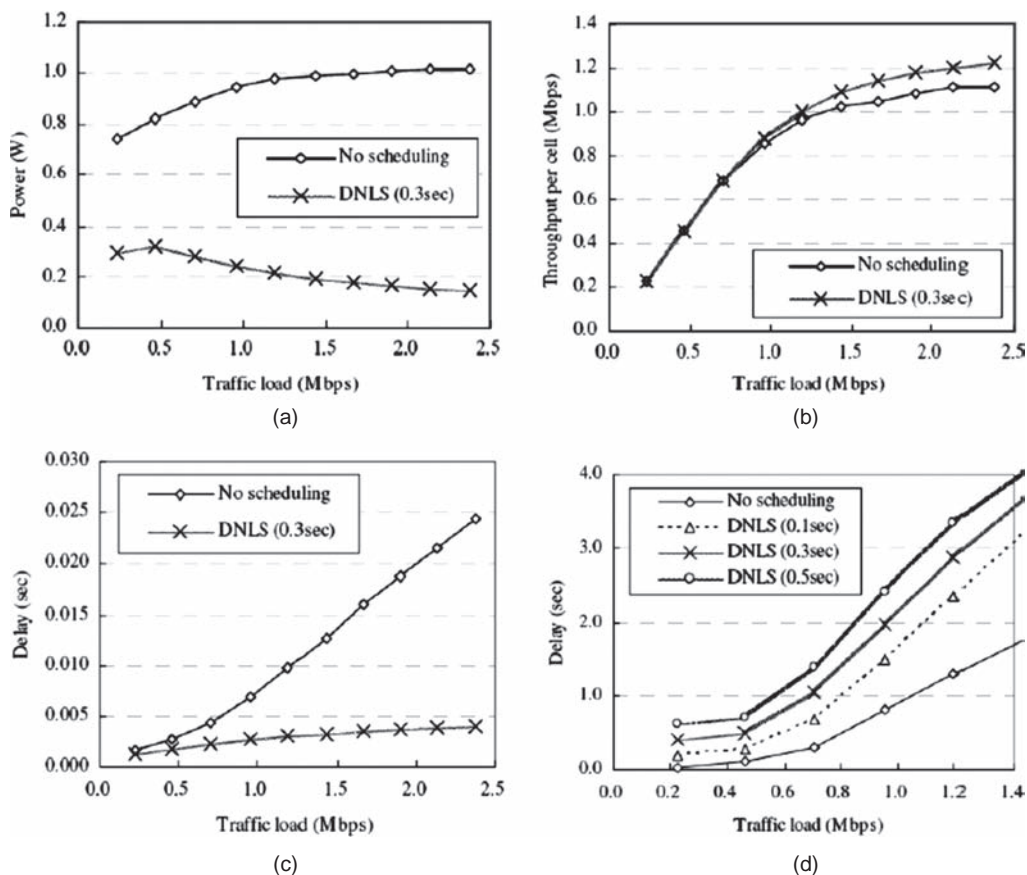 1.2
1.0
0.8
0.6
0.4
0.2
0.0
Power (W)
No scheduling
DNLS (0.3sec)
0.0 0.5 1.0 1.5 2.0 2.5
Traffic load (Mbps)
(a)
1.4
1.2
1.0
0.8
0.6
0.4
0.2
0.0
Throughput per cell (Mbps)
No scheduling
DNLS (0.3sec)
0.0 0.5 1.0 1.5 2.0 2.5
Traffic load (Mbps)
(b)
0.030
0.025
0.020
0.015
0.010
0.005
0.000
Delay (sec)
No scheduling
DNLS (0.3sec)
0.0 0.5 1.0 1.5 2.0 2.5
Traffic load (Mbps)
(c)
4.0
3.0
2.0
1.0
0.0
Delay (sec)
No scheduling
DNLS (0.1sec)
DNLS (0.3sec)
DNLS (0.5sec)
0.0 0.2 0.4 0.6 0.8 1.0 1.2 1.4
Traffic load (Mbps)
(d)